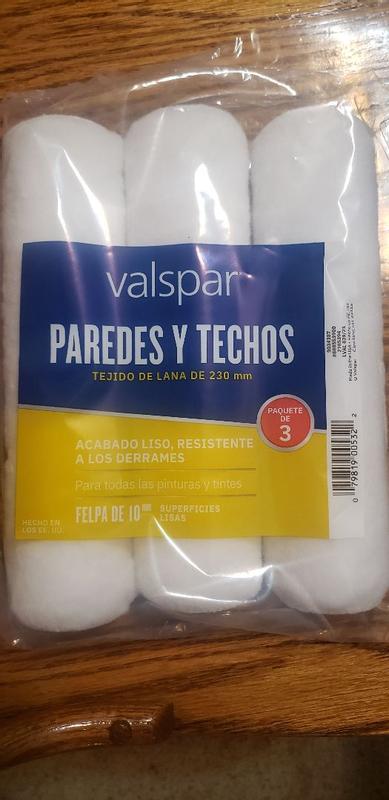 valspar
PAREDES Y TECHOS
TEJIDO DE LANA DE 230 mm
PAQUETE
DE
3
ACABADO LISO, RESISTENTE
A LOS DERRAMES
Para todas las pinturas y tintes
FELPA DE 10 mm
SUPERFICIES
LISAS
HECHO EN
LOS EE. UU.
0 79819 00532 2